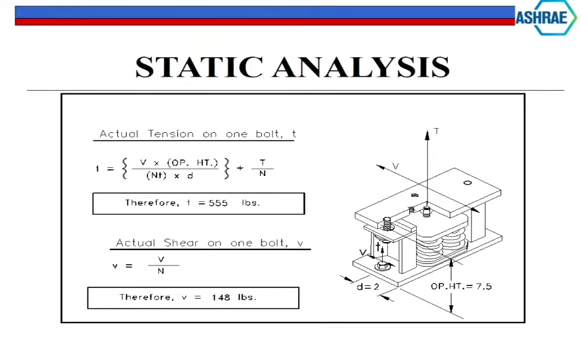 ASHRAE
STATIC ANALYSIS
Actual Tension on one bolt, t
t = { V x (OP. HT.) / (Nt) x d } + T / N
Therefore, t = 555 lbs.
Actual Shear on one bolt, v
v = V / N
Therefore, v = 148 lbs.
T
V
t
V
d=2
OP.HT.= 7.5